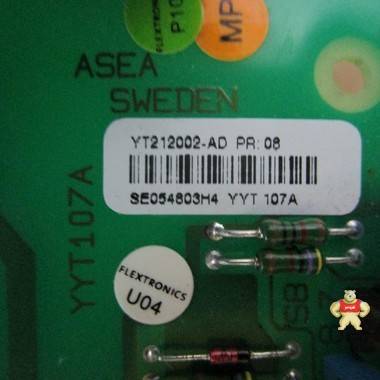 FLEXTRONICS
P10
MP
ASEA
SWEDEN
YT212002-AD PR: 08
SE054803H4 YYT 107A
YYT107A
FLEXTRONICS
U04